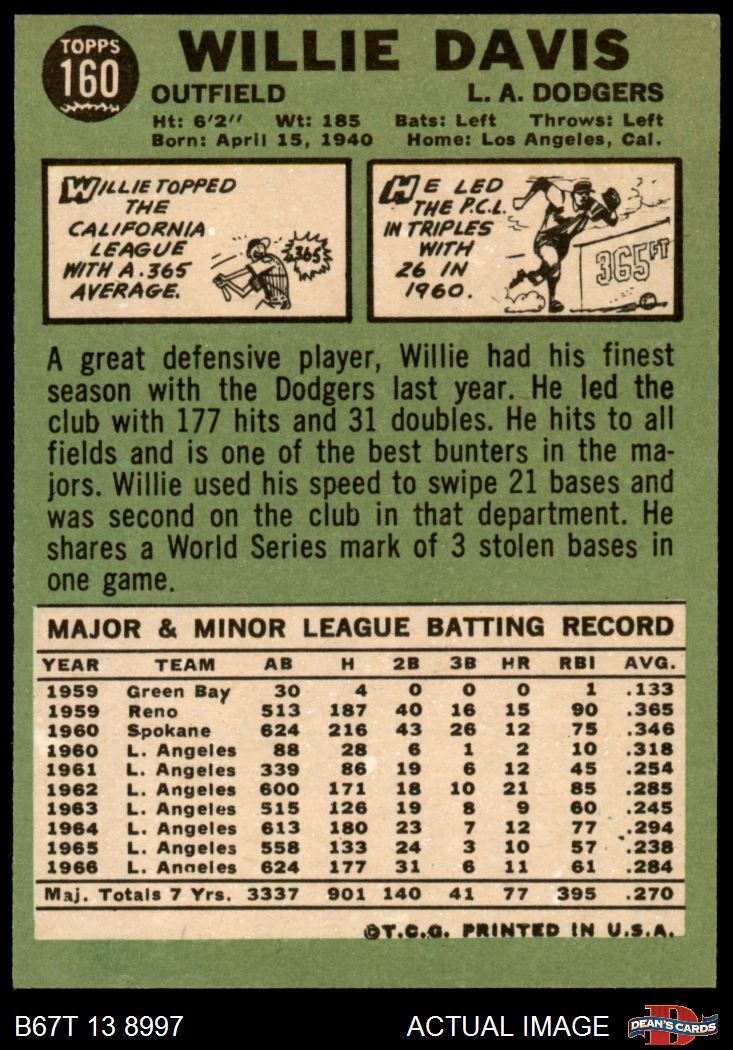 TOPPS
160
WILLIE DAVIS
OUTFIELD L. A. DODGERS
Ht: 6'2" Wt: 185 Bats: Left Throws: Left
Born: April 15, 1940 Home: Los Angeles, Cal.
WILLIE TOPPED
THE
CALIFORNIA
LEAGUE
WITH A .365
AVERAGE.
.365
HE LED
THE P.C.L.
IN TRIPLES
WITH
26 IN
1960.
365 FT
A great defensive player, Willie had his finest
season with the Dodgers last year. He led the
club with 177 hits and 31 doubles. He hits to all
fields and is one of the best bunters in the ma-
jors. Willie used his speed to swipe 21 bases and
was second on the club in that department. He
shares a World Series mark of 3 stolen bases in
one game.
MAJOR & MINOR LEAGUE BATTING RECORD
YEAR TEAM AB H 2B 3B HR RBI AVG.
1959 Green Bay 30 4 0 0 0 1 .133
1959 Reno 513 187 40 16 15 90 .365
1960 Spokane 624 216 43 26 12 75 .346
1960 L. Angeles 88 28 6 1 2 10 .318
1961 L. Angeles 339 86 19 6 12 45 .254
1962 L. Angeles 600 171 18 10 21 85 .285
1963 L. Angeles 515 126 19 8 9 60 .245
1964 L. Angeles 613 180 23 7 12 77 .294
1965 L. Angeles 558 133 24 3 10 57 .238
1966 L. Angeles 624 177 31 6 11 61 .284
Maj. Totals 7 Yrs. 3337 901 140 41 77 395 .270
©T.C.G. PRINTED IN U.S.A.
B67T 13 8997 ACTUAL IMAGE
DEAN'S CARDS